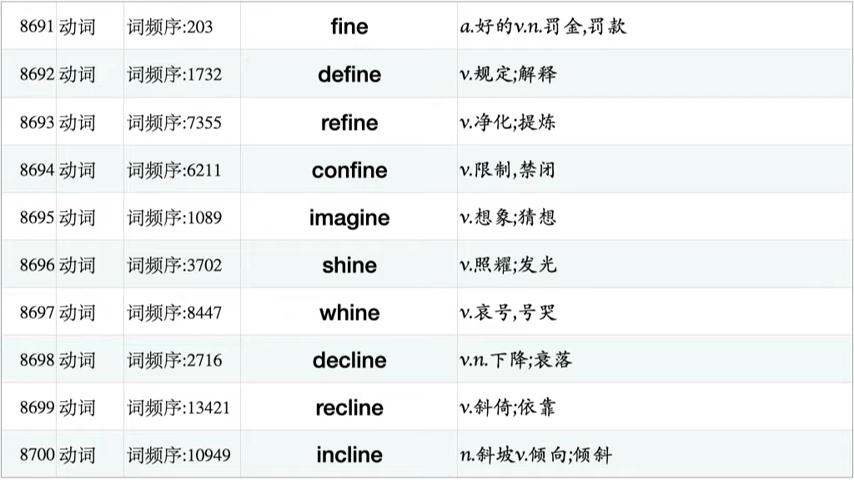 8691 动词 词频序:203 fine a.好的v.n.罚金,罚款
8692 动词 词频序:1732 define v.规定;解释
8693 动词 词频序:7355 refine v.净化;提炼
8694 动词 词频序:6211 confine v.限制,禁闭
8695 动词 词频序:1089 imagine v.想象;猜想
8696 动词 词频序:3702 shine v.照耀;发光
8697 动词 词频序:8447 whine v.哀号,号哭
8698 动词 词频序:2716 decline v.n.下降;衰落
8699 动词 词频序:13421 recline v.斜倚;依靠
8700 动词 词频序:10949 incline n.斜坡v.倾向;倾斜